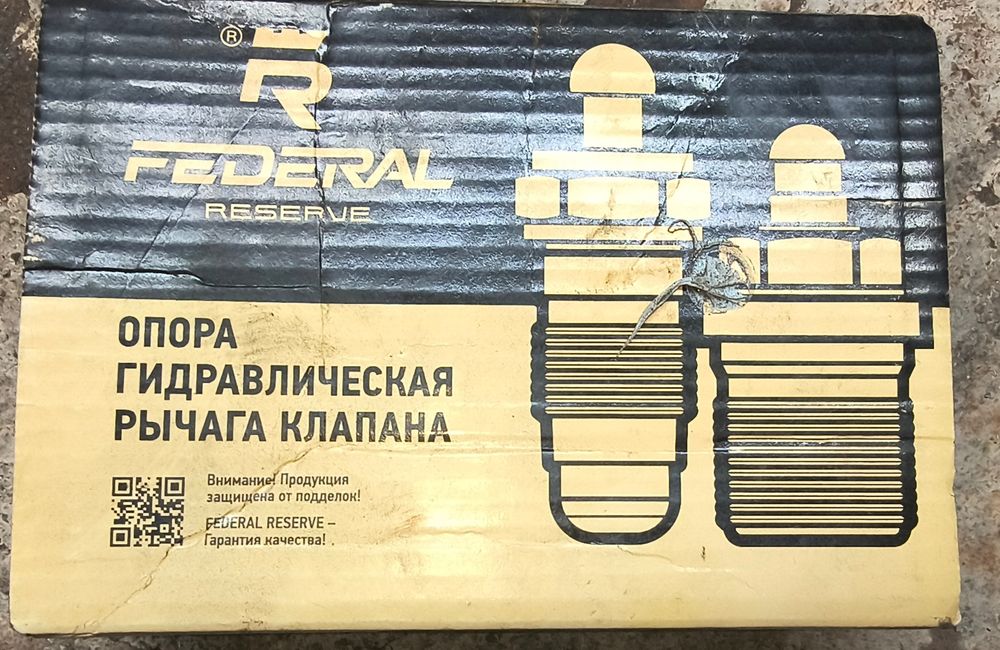 ®
R
FEDERAL
RESERVE
ОПОРА
ГИДРАВЛИЧЕСКАЯ
РЫЧАГА КЛАПАНА
Внимание! Продукция
защищена от подделок!
FEDERAL RESERVE –
Гарантия качества!